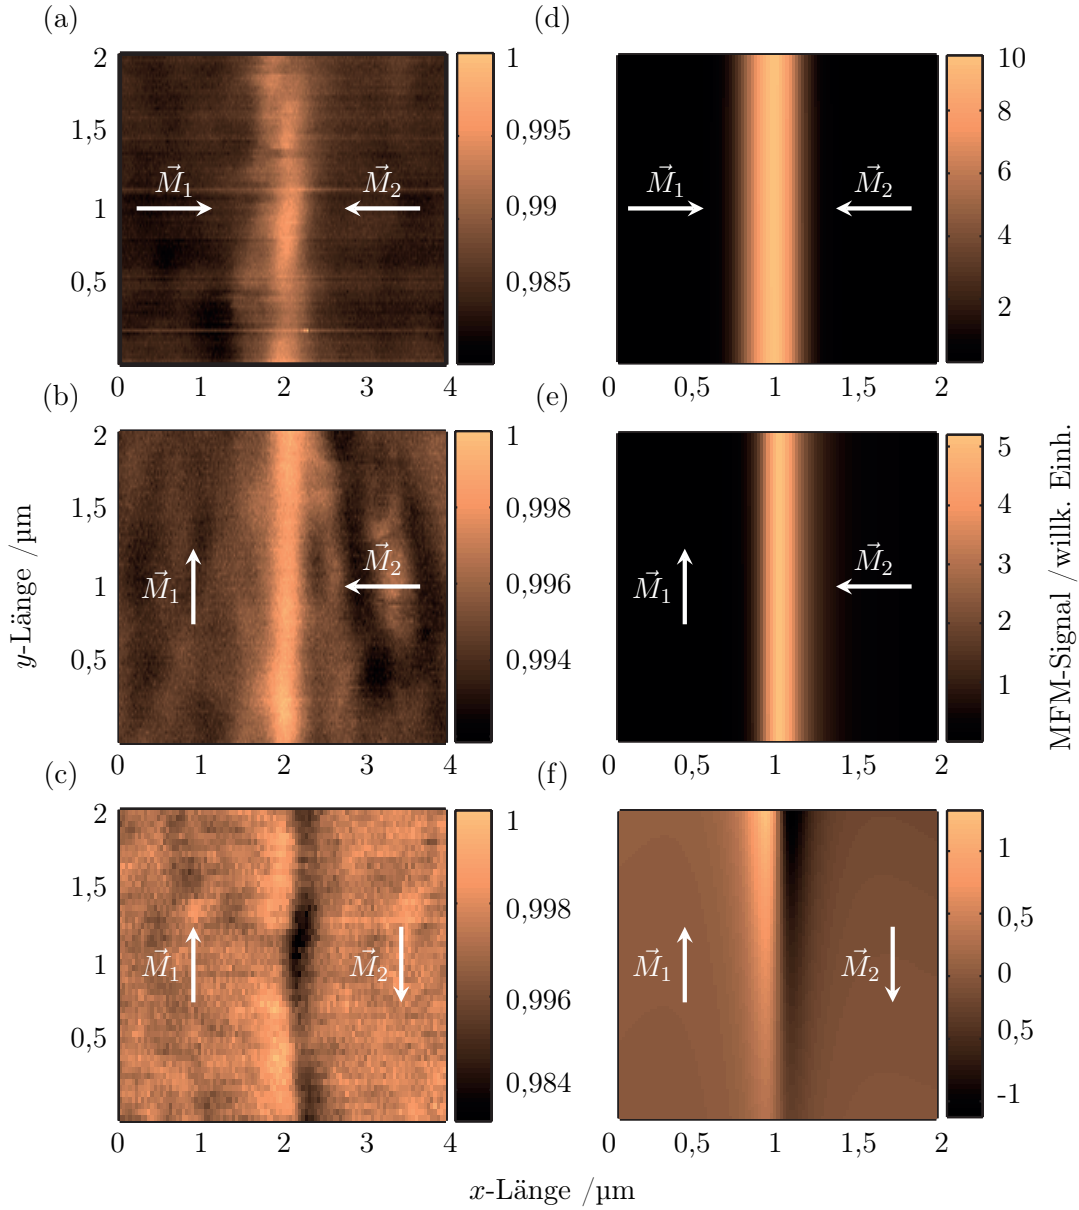 (a)
2
1,5
1
0,5
0 1 2 3 4
M⃗1
M⃗2
1
0,995
0,99
0,985
(d)
M⃗1
M⃗2
10
8
6
4
2
0 0,5 1 1,5 2
(b)
2
1,5
1
0,5
0 1 2 3 4
M⃗1
M⃗2
1
0,998
0,996
0,994
(e)
M⃗1
M⃗2
5
4
3
2
1
0 0,5 1 1,5 2
(c)
2
1,5
1
0,5
0 1 2 3 4
M⃗1
M⃗2
1
0,998
0,996
0,984
(f)
M⃗1
M⃗2
1
0,5
0
0,5
-1
0 0,5 1 1,5 2
y-Länge /µm
MFM-Signal /willk. Einh.
x-Länge /µm